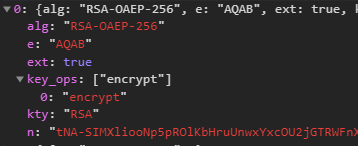 0: {alg: "RSA-OAEP-256", e: "AQAB", ext: true, k
alg: "RSA-OAEP-256"
e: "AQAB"
ext: true
key_ops: ["encrypt"]
0: "encrypt"
kty: "RSA"
n: "tNA-SIMXliooNp5pROlKbHruUnwxYxcOU2jGTRWFnX